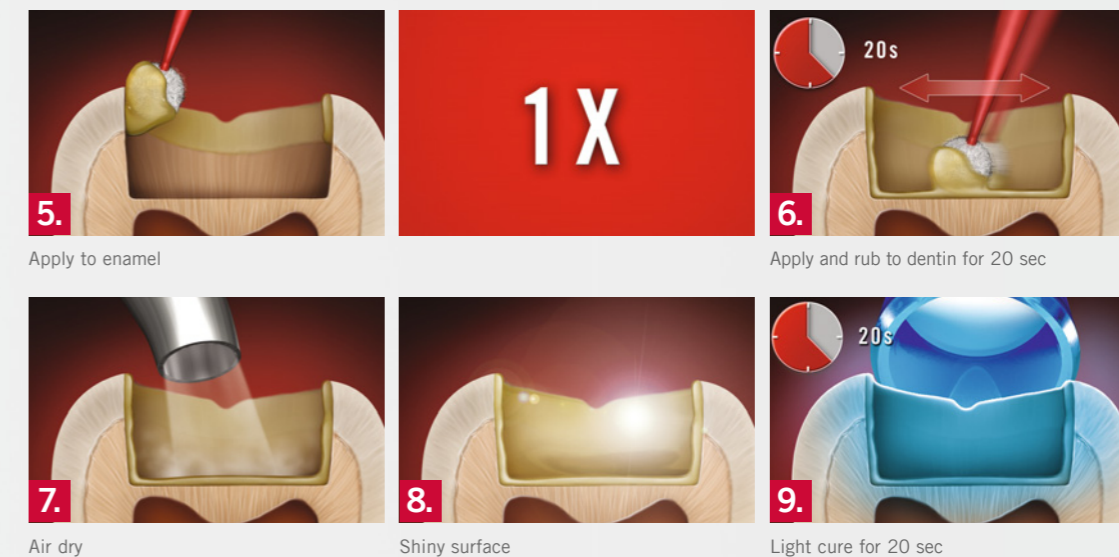 5.
Apply to enamel
1 X
20s
6.
Apply and rub to dentin for 20 sec
7.
Air dry
8.
Shiny surface
20s
9.
Light cure for 20 sec